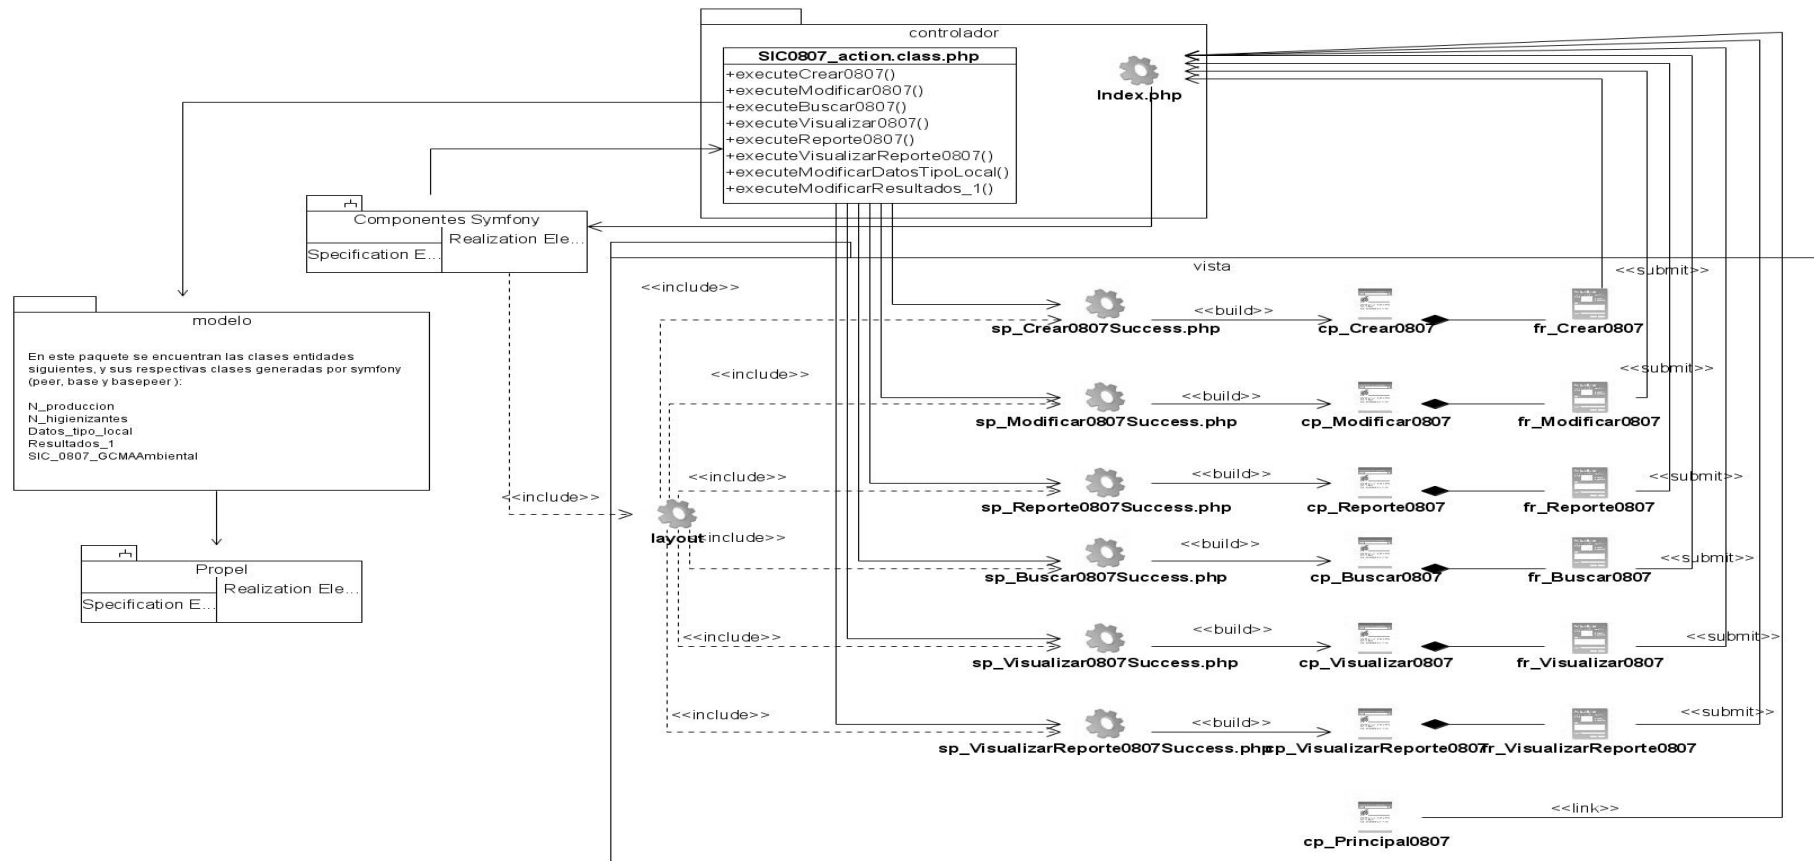 controlador
SIC0807_action.class.php
+executeCrear0807()
+executeModificar0807()
+executeBuscar0807()
+executeVisualizar0807()
+executeReporte0807()
+executeVisualizarReporte0807()
+executeModificarDatosTipoLocal()
+executeModificarResultados_1()
Index.php
Componentes Symfony
Realization Ele...
Specification E...
modelo
En este paquete se encuentran las clases entidades
siguientes, y sus respectivas clases generadas por symfony
(peer, base y basepeer ):
N_produccion
N_higienizantes
Datos_tipo_local
Resultados_1
SIC_0807_GCMAAmbiental
Propel
Realization Ele...
Specification E...
vista
<<include>>
layout
<<include>>
<<build>>
<<submit>>
sp_Crear0807Success.php
cp_Crear0807
fr_Crear0807
<<include>>
<<build>>
<<submit>>
sp_Modificar0807Success.php
cp_Modificar0807
fr_Modificar0807
<<include>>
<<build>>
<<submit>>
sp_Reporte0807Success.php
cp_Reporte0807
fr_Reporte0807
<<include>>
<<build>>
<<submit>>
sp_Buscar0807Success.php
cp_Buscar0807
fr_Buscar0807
<<include>>
<<build>>
<<submit>>
sp_Visualizar0807Success.php
cp_Visualizar0807
fr_Visualizar0807
<<include>>
<<build>>
<<submit>>
sp_VisualizarReporte0807Success.php
cp_VisualizarReporte0807
fr_VisualizarReporte0807
<<link>>
cp_Principal0807